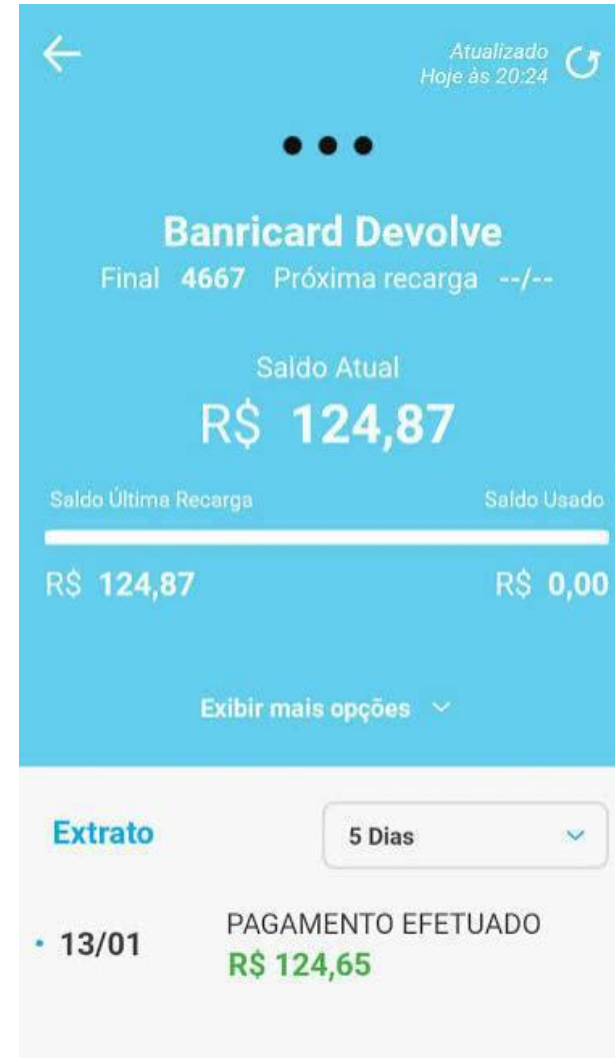 Atualizado
Hoje às 20:24
Banricard Devolve
Final 4667 Próxima recarga --/--
Saldo Atual
R$ 124,87
Saldo Última Recarga Saldo Usado
R$ 124,87 R$ 0,00
Exibir mais opções
Extrato 5 Dias
13/01 PAGAMENTO EFETUADO
R$ 124,65